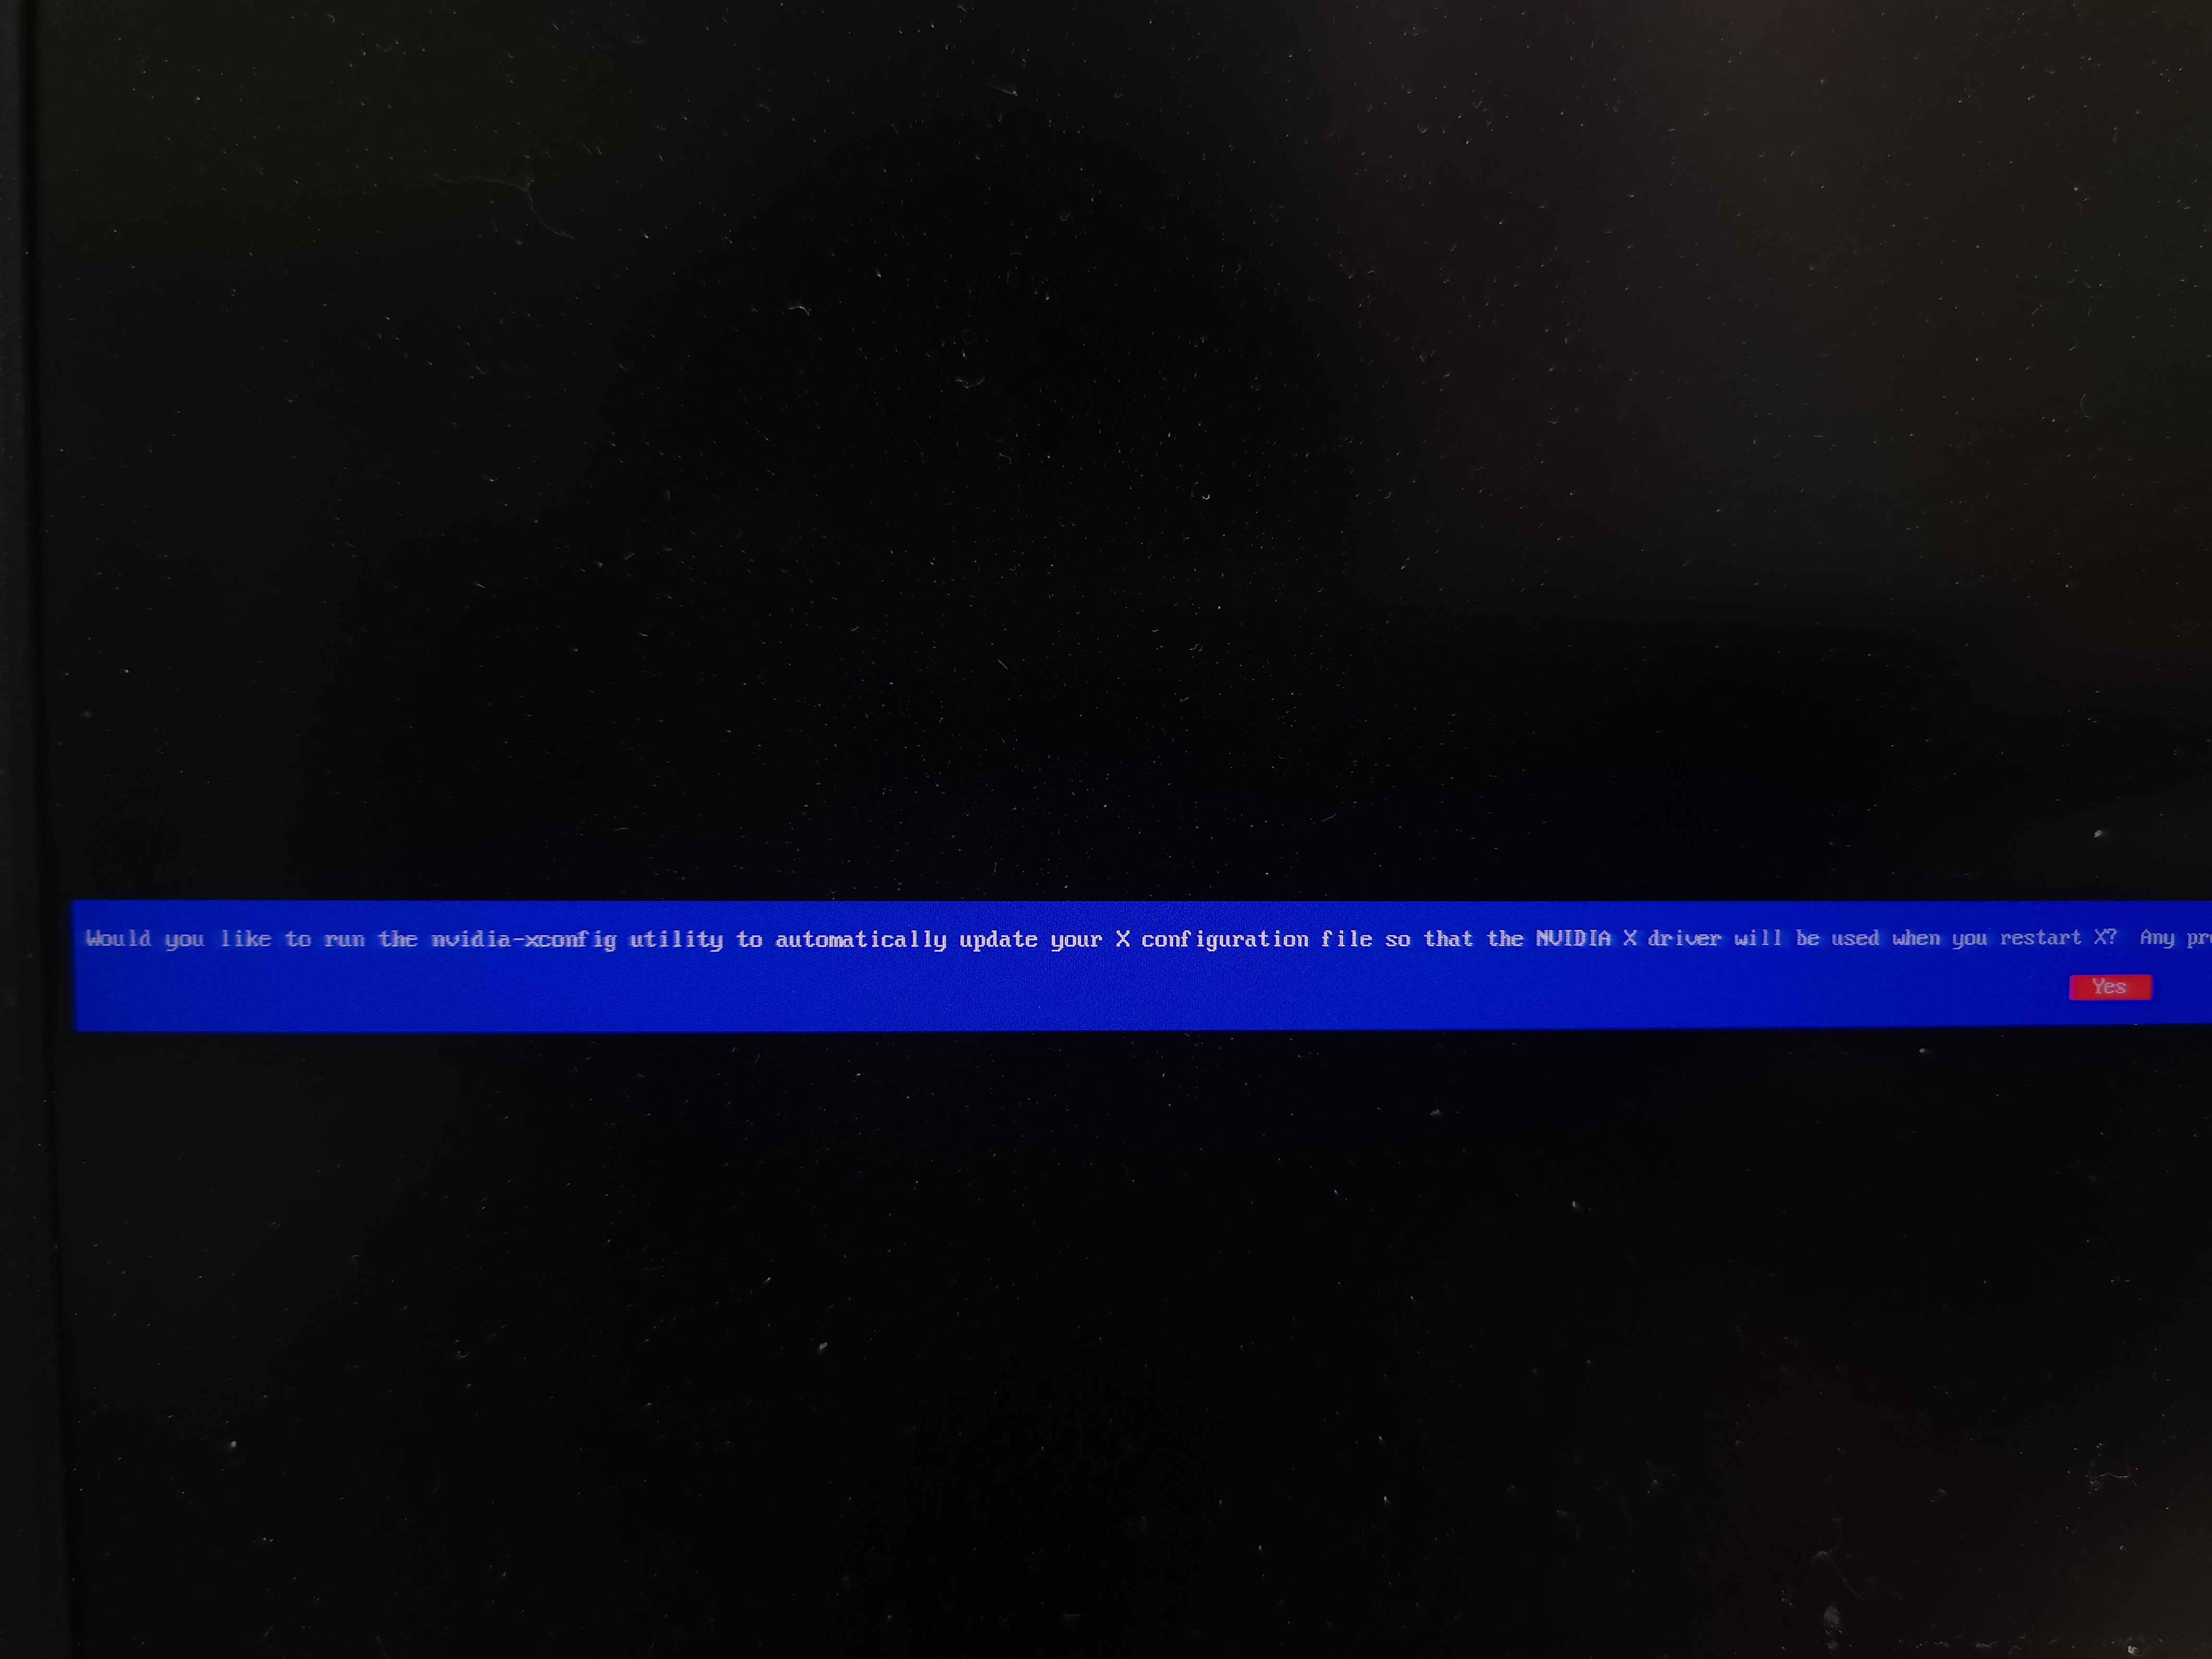 Would you like to run the nvidia-xconfig utility to automatically update your X configuration file so that the NVIDIA X driver will be used when you restart X?  Any pr
Yes